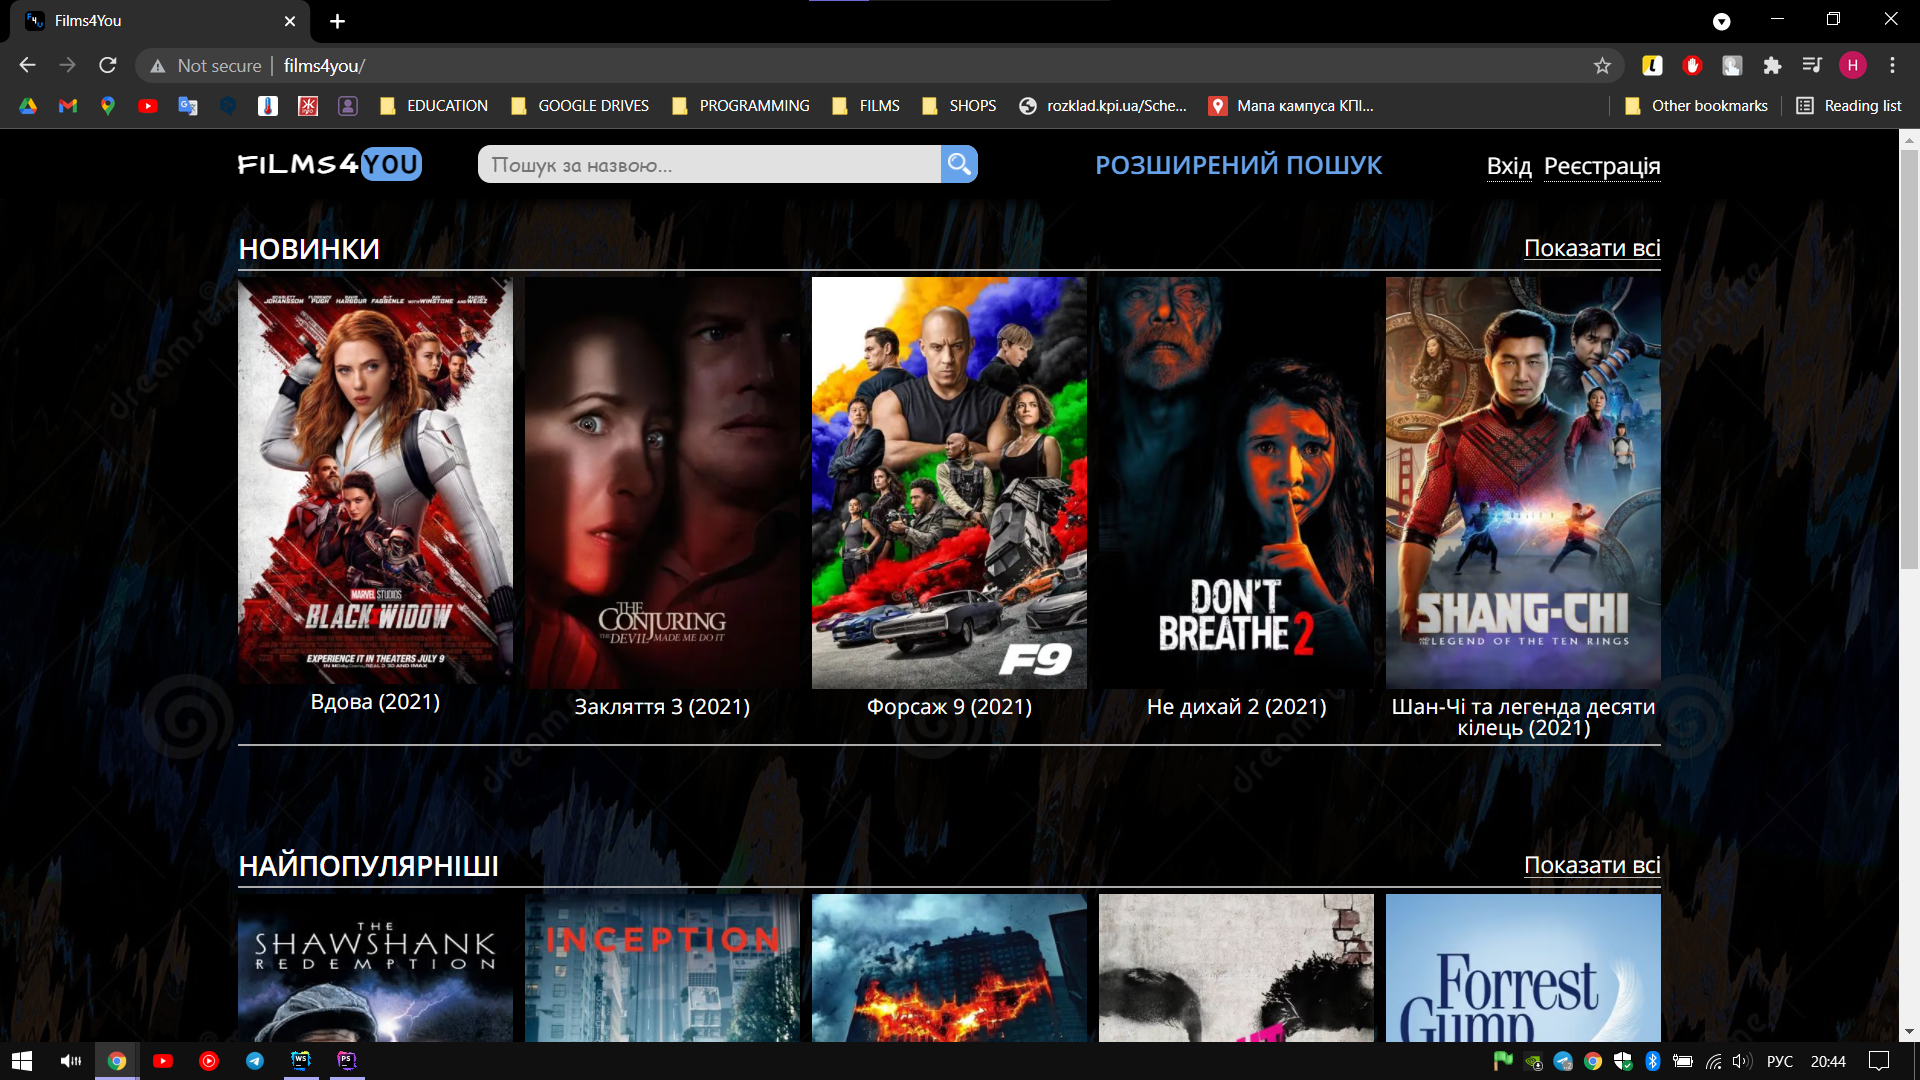 Films4You
Not secure
films4you/
H
EDUCATION
GOOGLE DRIVES
PROGRAMMING
FILMS
SHOPS
rozklad.kpi.ua/Sche...
Мапа кампуса КПІ...
Other bookmarks
Reading list
FILMS4YOU
Пошук за назвою...
РОЗШИРЕНИЙ ПОШУК
Вхід
Реєстрація
НОВИНКИ
Показати всі
MARVEL STUDIOS
BLACK WIDOW
EXPERIENCE IT IN THEATERS JULY 9
THE
CONJURING
THE DEVIL MADE ME DO IT
F9
DON'T
BREATHE 2
SHANG-CHI
AND THE LEGEND OF THE TEN RINGS
Вдова (2021)
Закляття 3 (2021)
Форсаж 9 (2021)
Не дихай 2 (2021)
Шан-Чі та легенда десяти
кілець (2021)
НАЙПОПУЛЯРНІШІ
Показати всі
THE
SHAWSHANK
REDEMPTION
INCEPTION
Forrest
Gump
WS
PS
РУС
20:44